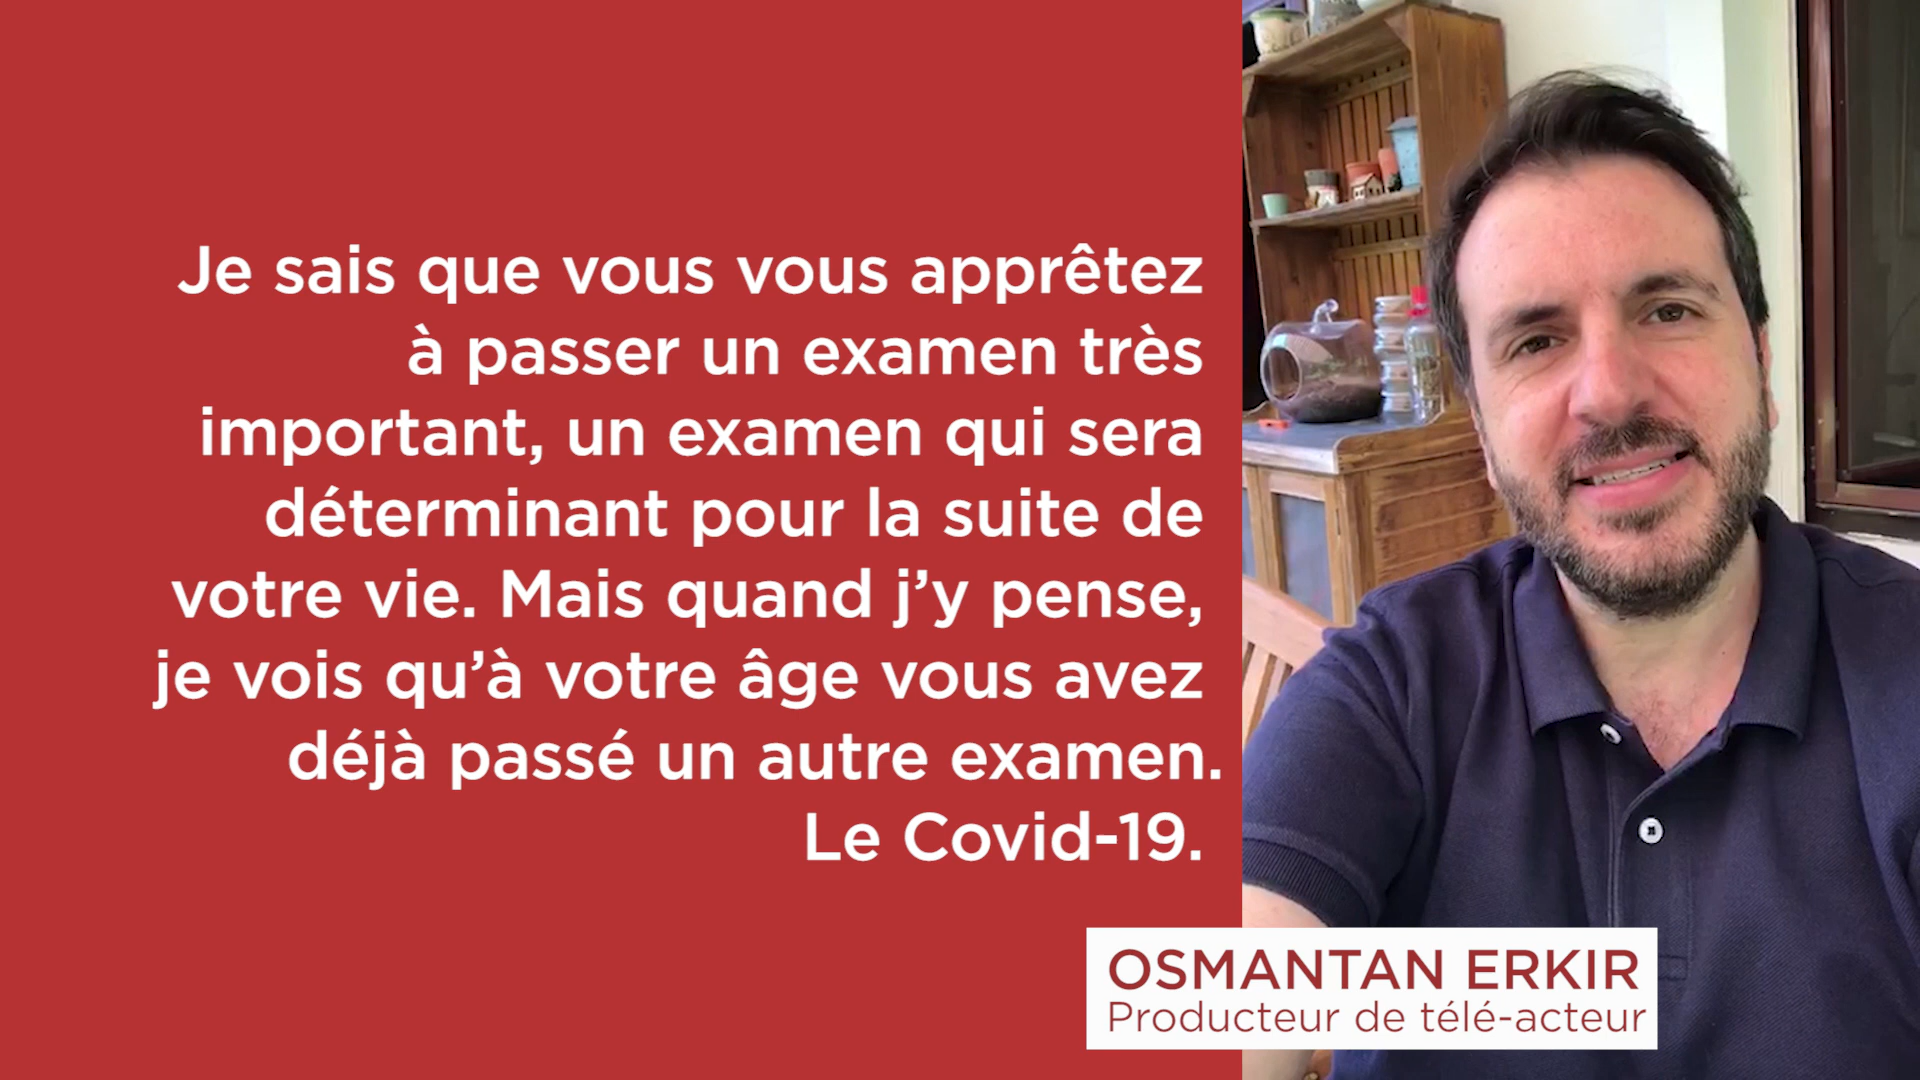 Je sais que vous vous apprêtez
à passer un examen très
important, un examen qui sera
déterminant pour la suite de
votre vie. Mais quand j’y pense,
je vois qu’à votre âge vous avez
déjà passé un autre examen.
Le Covid-19.
OSMANTAN ERKIR
Producteur de télé-acteur